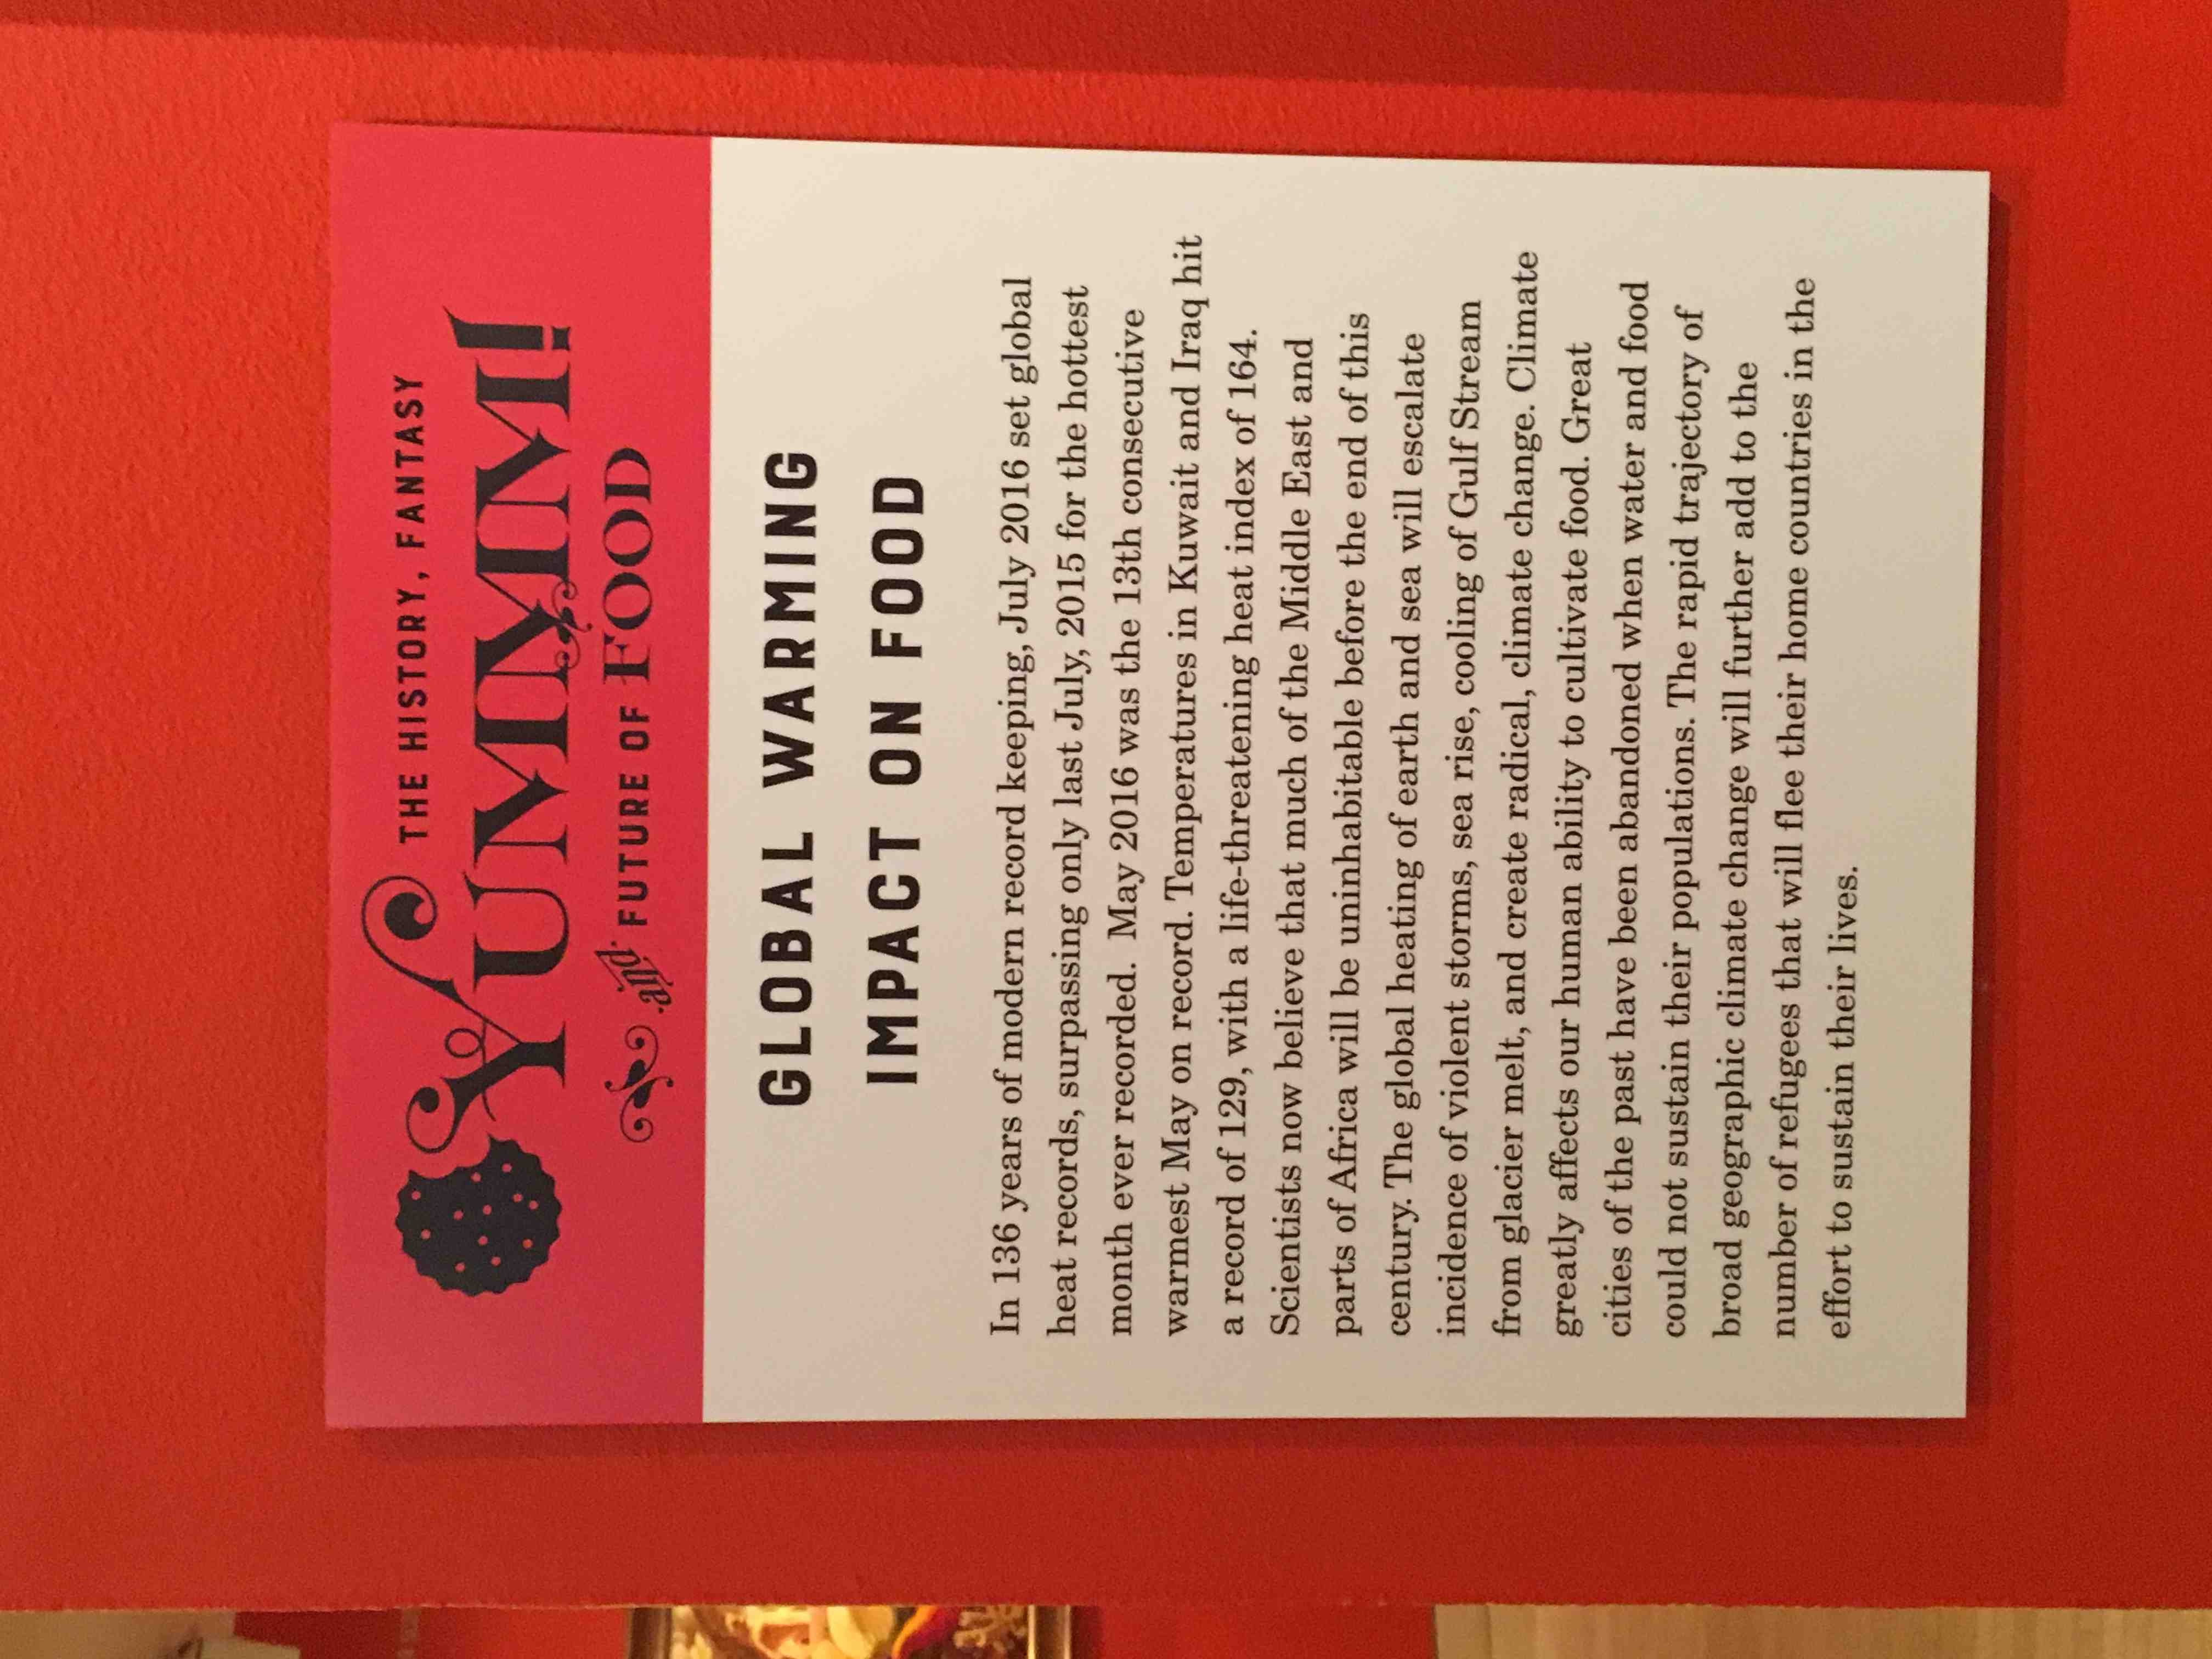 THE HISTORY, FANTASY
YUMMM!
and FUTURE OF FOOD
GLOBAL WARMING
IMPACT ON FOOD
In 136 years of modern record keeping, July 2016 set global
heat records, surpassing only last July, 2015 for the hottest
month ever recorded. May 2016 was the 13th consecutive
warmest May on record. Temperatures in Kuwait and Iraq hit
a record of 129, with a life-threatening heat index of 164.
Scientists now believe that much of the Middle East and
parts of Africa will be uninhabitable before the end of this
century. The global heating of earth and sea will escalate
incidence of violent storms, sea rise, cooling of Gulf Stream
from glacier melt, and create radical, climate change. Climate
greatly affects our human ability to cultivate food. Great
cities of the past have been abandoned when water and food
could not sustain their populations. The rapid trajectory of
broad geographic climate change will further add to the
number of refugees that will flee their home countries in the
effort to sustain their lives.